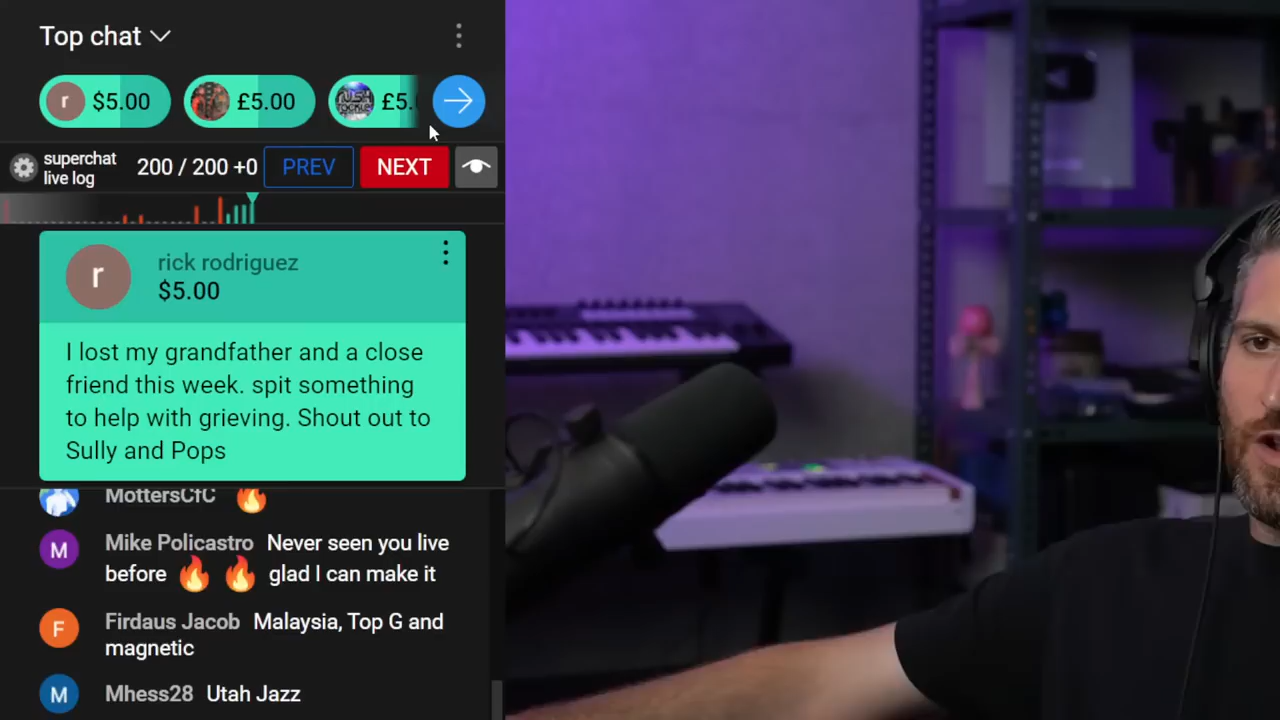 Top chat
r $5.00 £5.00 £5.0
superchat
live log
200 / 200 +0 PREV NEXT
r rick rodriguez
$5.00
I lost my grandfather and a close
friend this week. spit something
to help with grieving. Shout out to
Sully and Pops
MottersCfC 🔥
M Mike Policastro Never seen you live
before 🔥 🔥 glad I can make it
F Firdaus Jacob Malaysia, Top G and
magnetic
M Mhess28 Utah Jazz